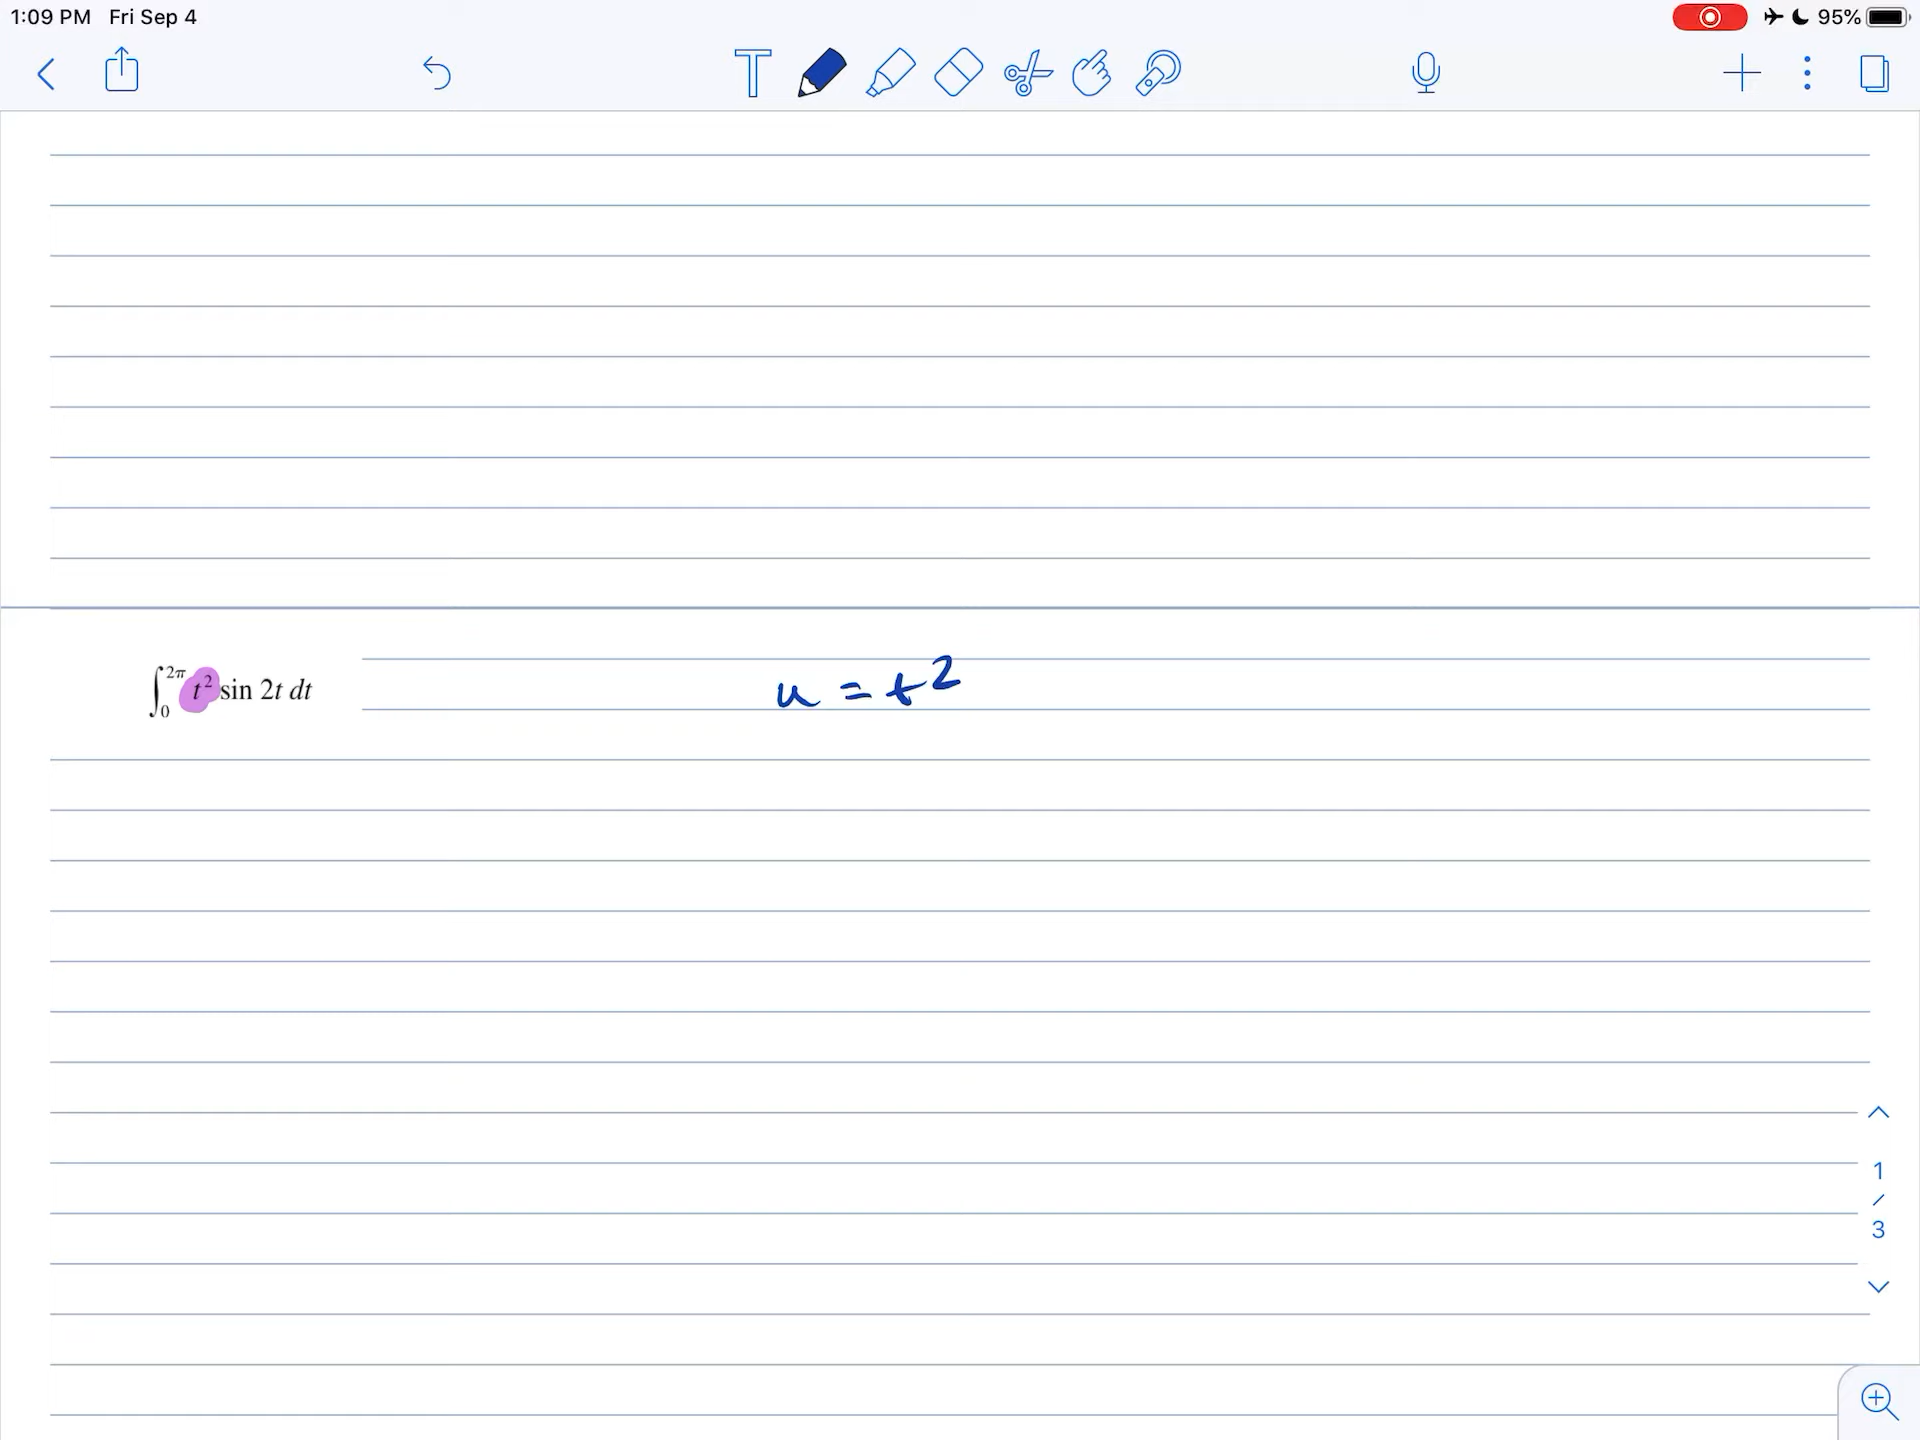 1:09 PM Fri Sep 4 95%
∫₀^{2π} t² sin 2t dt
u = t²
1
/
3